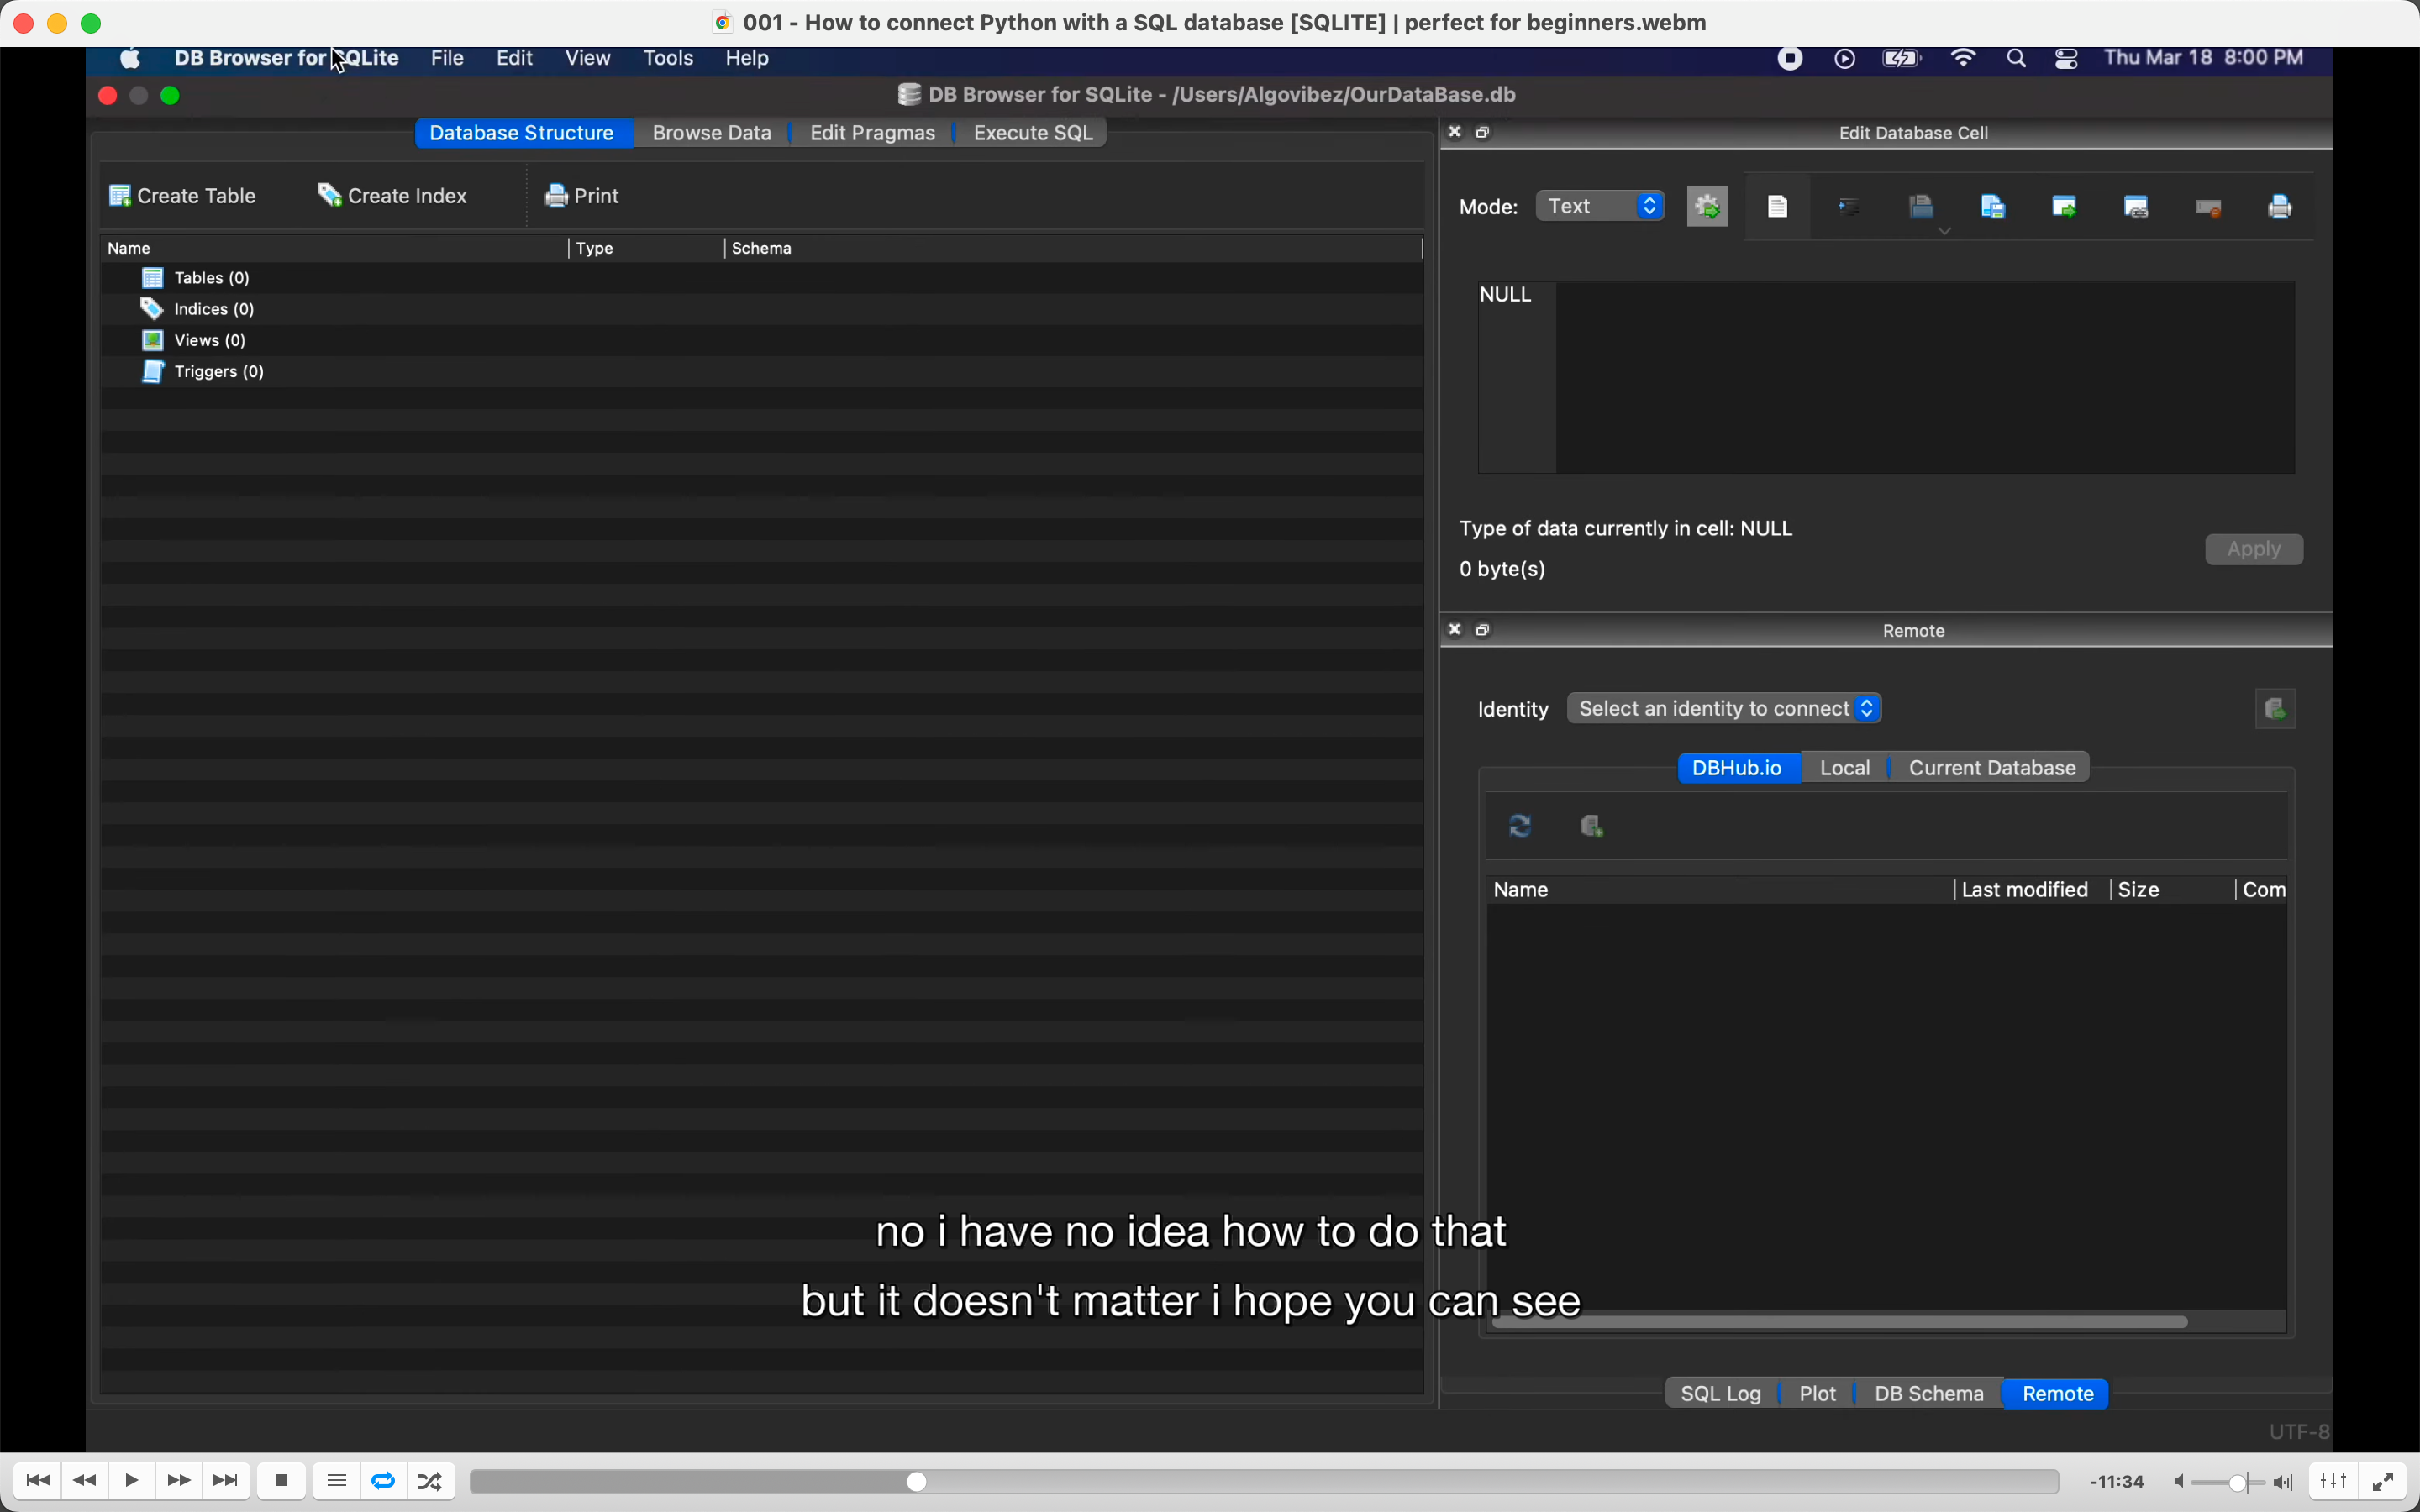 001 - How to connect Python with a SQL database [SQLITE] | perfect for beginners.webm
DB Browser for SQLite File Edit View Tools Help Thu Mar 18 8:00 PM
DB Browser for SQLite - /Users/Algovibez/OurDataBase.db
Database Structure Browse Data Edit Pragmas Execute SQL
Create Table Create Index Print
Name Type Schema
Tables (0)
Indices (0)
Views (0)
Triggers (0)
Edit Database Cell
Mode: Text
NULL
Type of data currently in cell: NULL
0 byte(s)
Apply
Remote
Identity Select an identity to connect
DBHub.io Local Current Database
Name Last modified Size Com
no i have no idea how to do that
but it doesn't matter i hope you can see
SQL Log Plot DB Schema Remote
UTF-8
-11:34